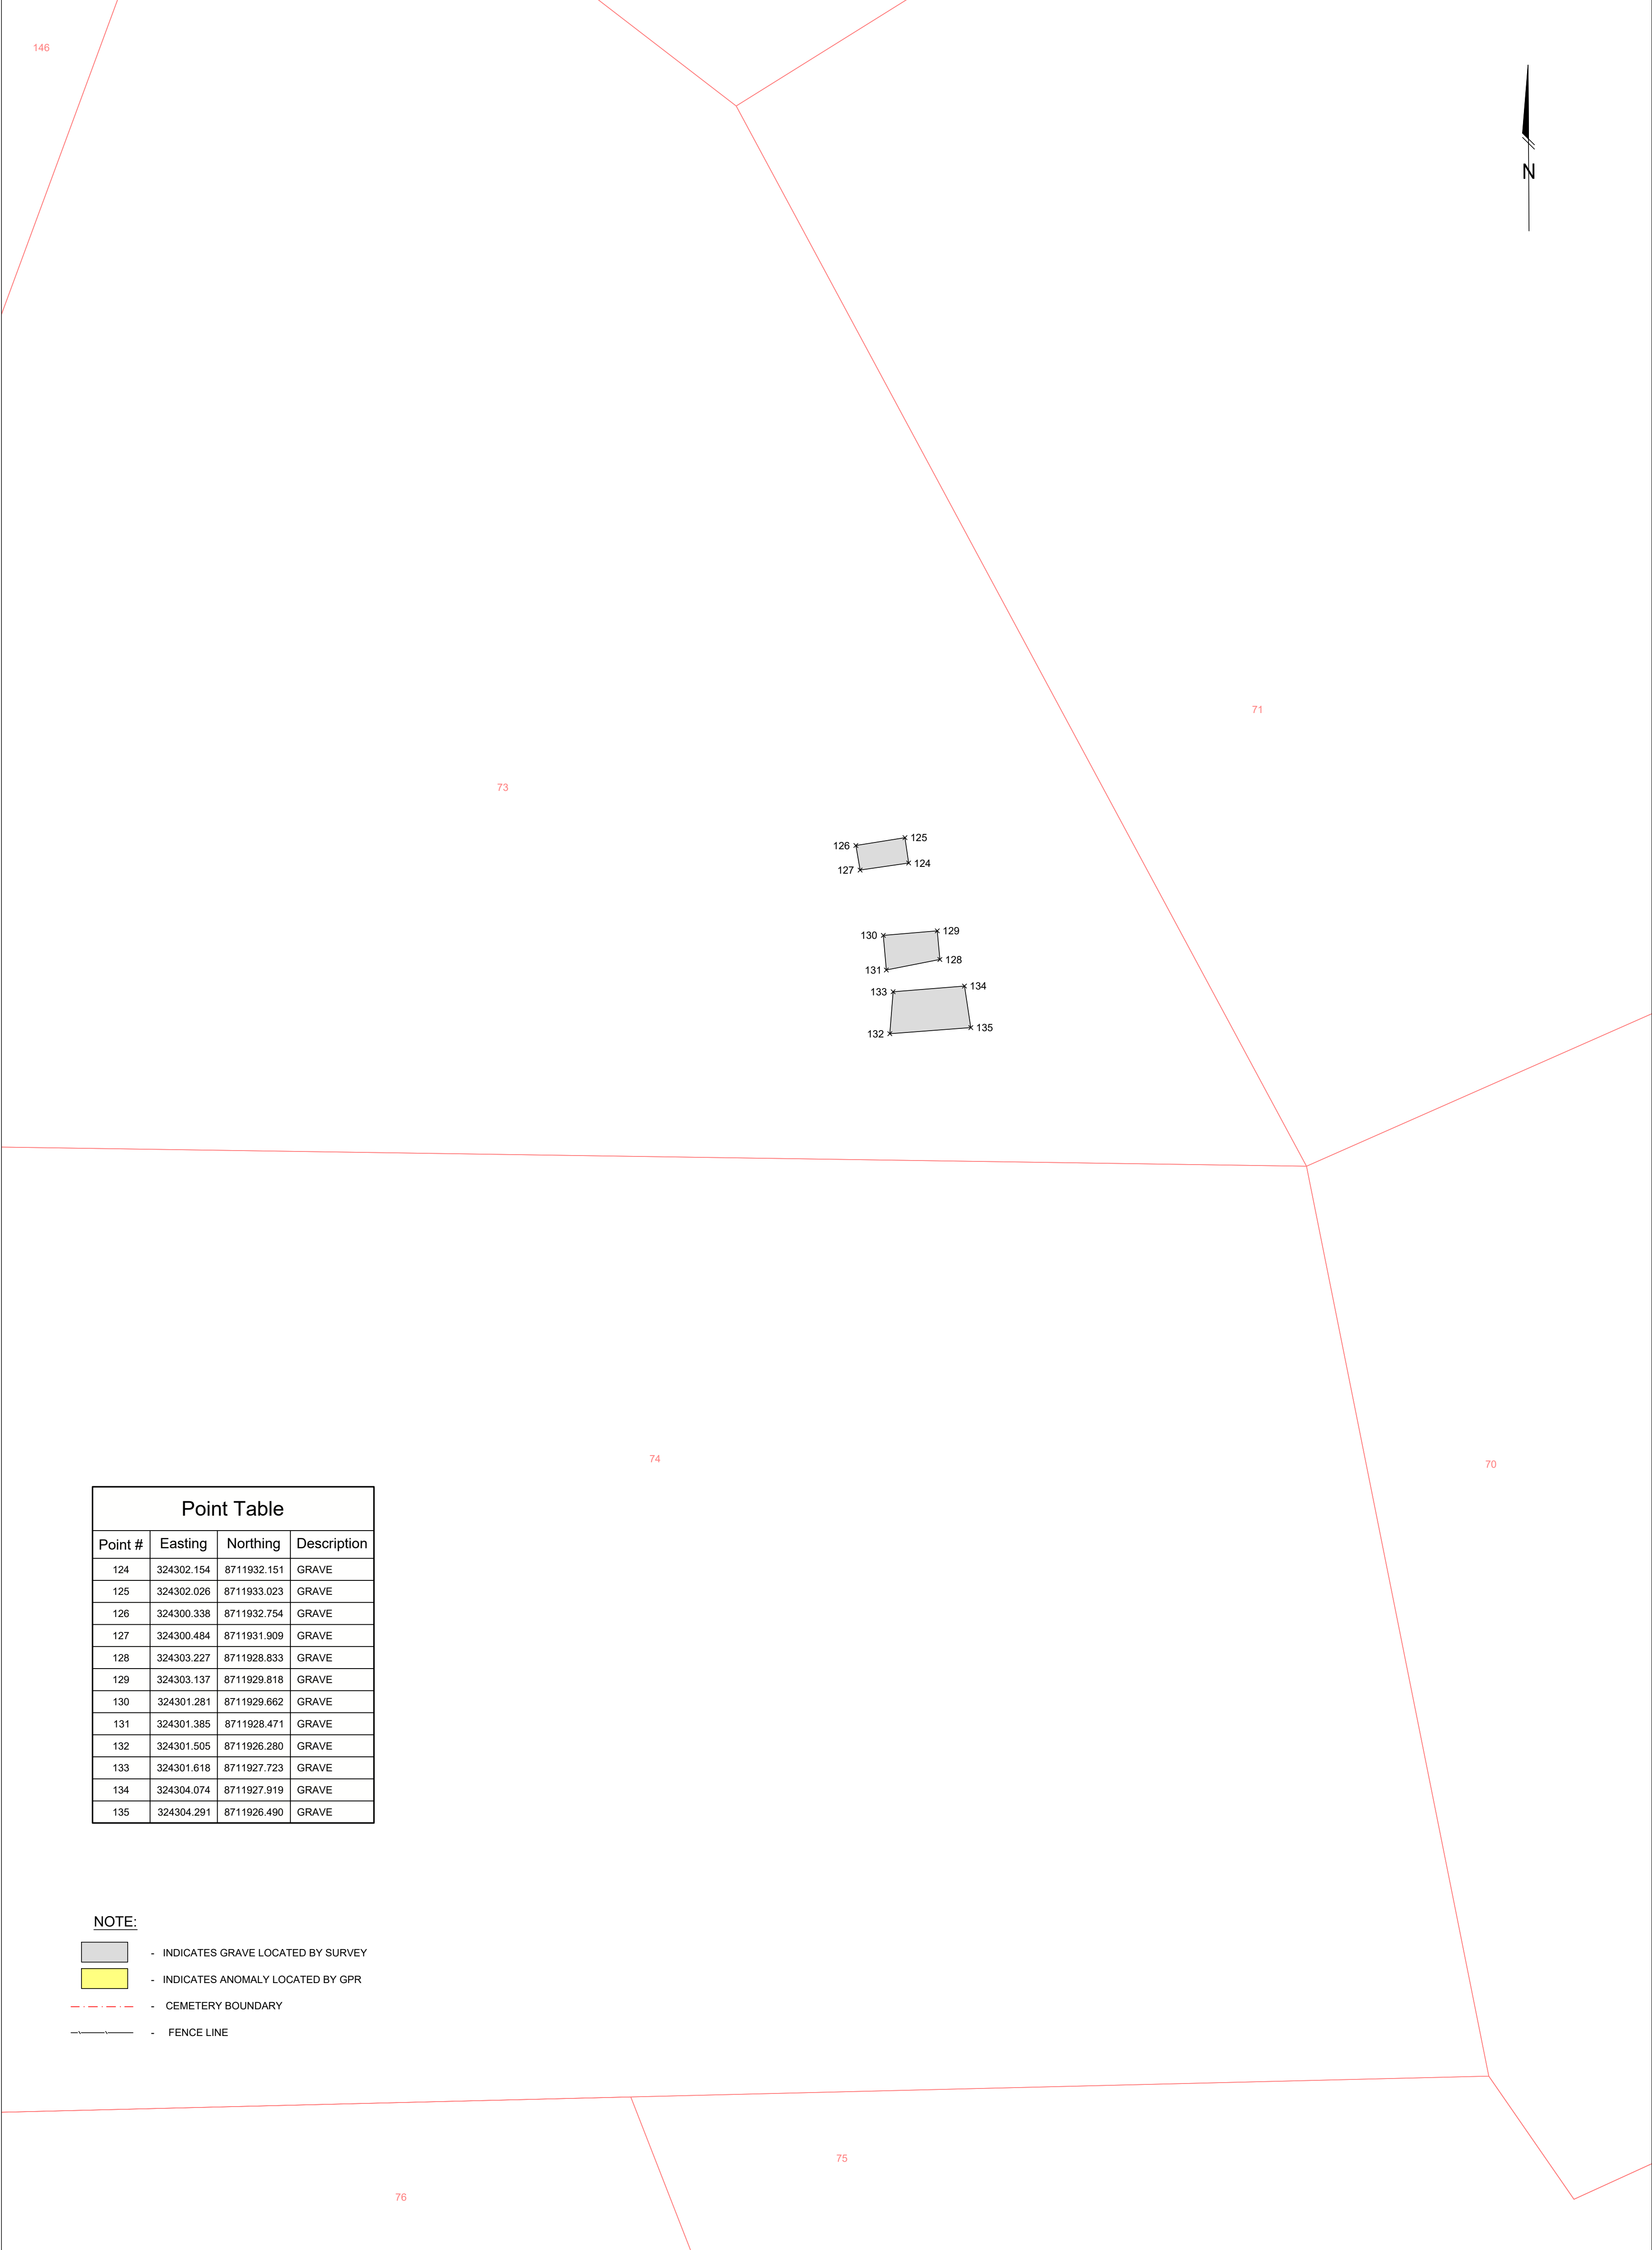 146
N
71
73
126
125
127
124
130
129
131
128
133
134
132
135
74
70
Point Table
Point # Easting Northing Description
124 324302.154 8711932.151 GRAVE
125 324302.026 8711933.023 GRAVE
126 324300.338 8711932.754 GRAVE
127 324300.484 8711931.909 GRAVE
128 324303.227 8711928.833 GRAVE
129 324303.137 8711929.818 GRAVE
130 324301.281 8711929.662 GRAVE
131 324301.385 8711928.471 GRAVE
132 324301.505 8711926.280 GRAVE
133 324301.618 8711927.723 GRAVE
134 324304.074 8711927.919 GRAVE
135 324304.291 8711926.490 GRAVE
NOTE:
- INDICATES GRAVE LOCATED BY SURVEY
- INDICATES ANOMALY LOCATED BY GPR
- CEMETERY BOUNDARY
- FENCE LINE
75
76